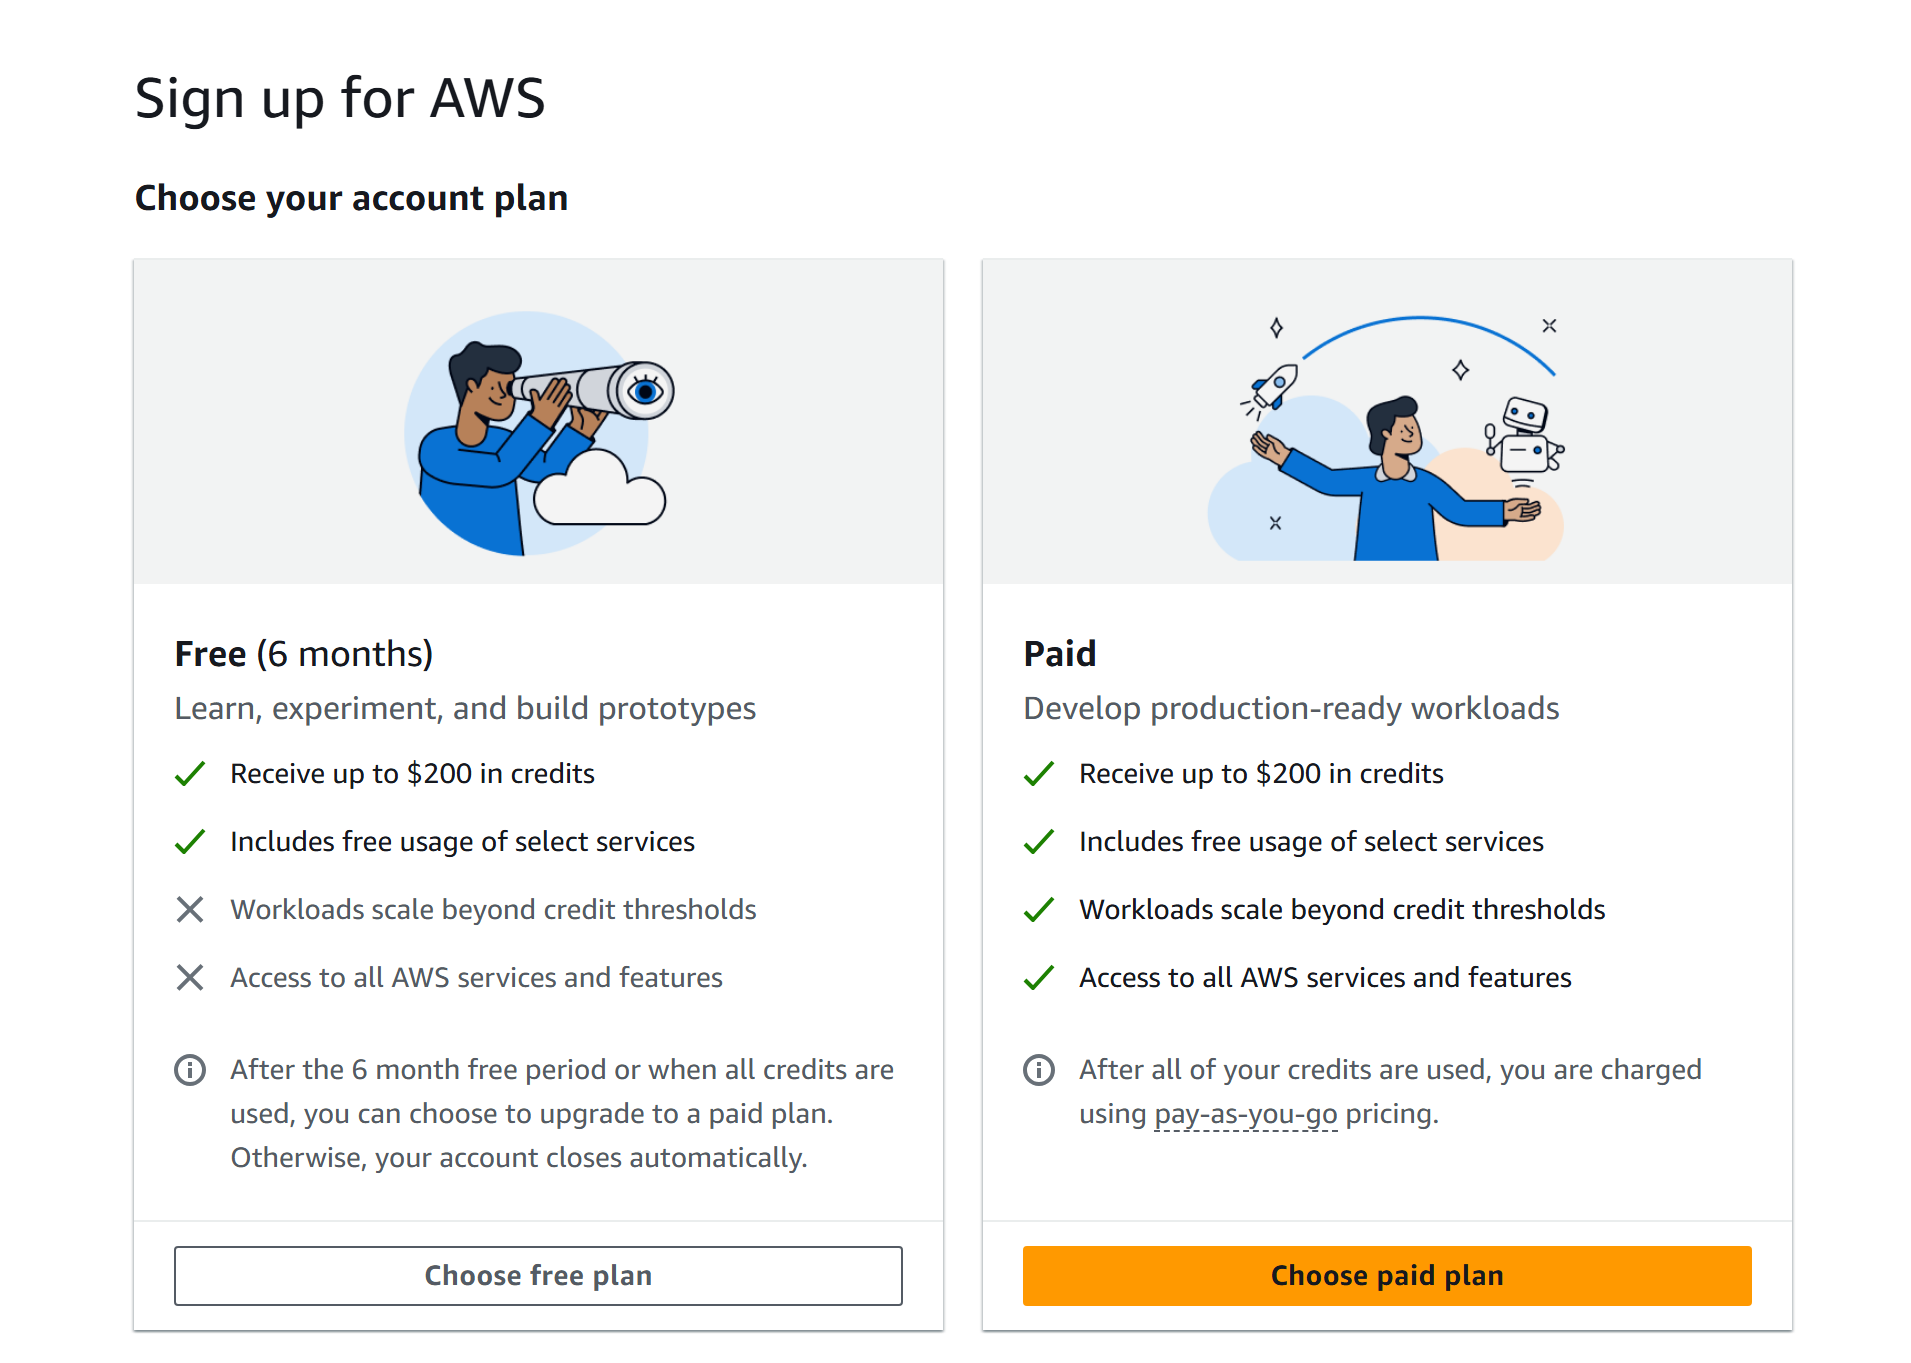 Sign up for AWS
Choose your account plan
Free (6 months)
Learn, experiment, and build prototypes
Receive up to $200 in credits
Includes free usage of select services
Workloads scale beyond credit thresholds
Access to all AWS services and features
After the 6 month free period or when all credits are
used, you can choose to upgrade to a paid plan.
Otherwise, your account closes automatically.
Choose free plan
Paid
Develop production-ready workloads
Receive up to $200 in credits
Includes free usage of select services
Workloads scale beyond credit thresholds
Access to all AWS services and features
After all of your credits are used, you are charged
using pay-as-you-go pricing.
Choose paid plan